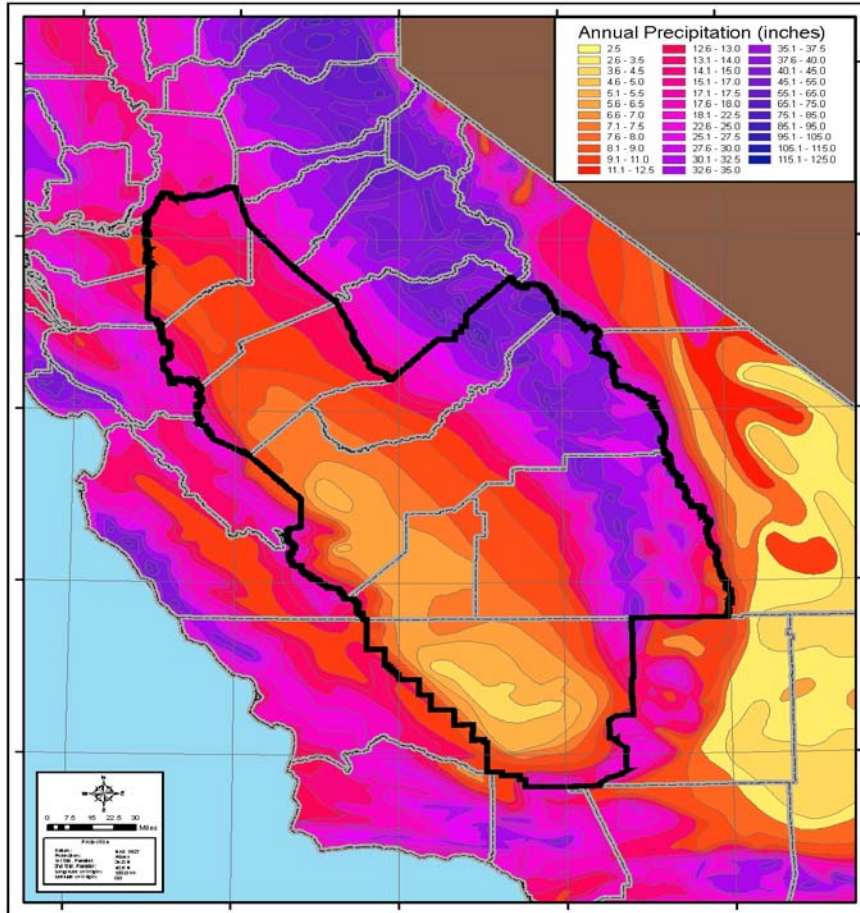 Annual Precipitation (inches)
2.5
2.6 - 3.5
3.6 - 4.5
4.6 - 5.0
5.1 - 5.5
5.6 - 6.5
6.6 - 7.0
7.1 - 7.5
7.6 - 8.0
8.1 - 9.0
9.1 - 11.0
11.1 - 12.5
12.6 - 13.0
13.1 - 14.0
14.1 - 15.0
15.1 - 17.0
17.1 - 17.5
17.6 - 18.0
18.1 - 22.5
22.6 - 25.0
25.1 - 27.5
27.6 - 30.0
30.1 - 32.5
32.6 - 35.0
35.1 - 37.5
37.6 - 40.0
40.1 - 45.0
45.1 - 55.0
55.1 - 65.0
65.1 - 75.0
75.1 - 85.0
85.1 - 95.0
95.1 - 105.0
105.1 - 115.0
115.1 - 125.0
N
0 7.5 15 22.5 30
Miles
Projection